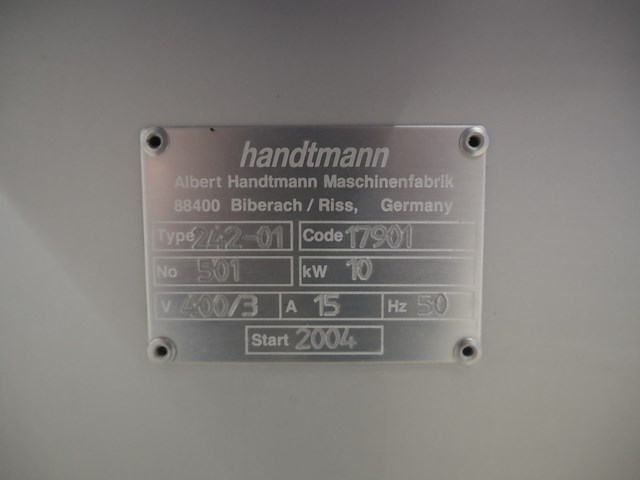 handtmann
Albert Handtmann Maschinenfabrik
88400 Biberach / Riss, Germany
Type 242-01 Code 17901
No 501 kW 10
V 400/3 A 15 Hz 50
Start 2004